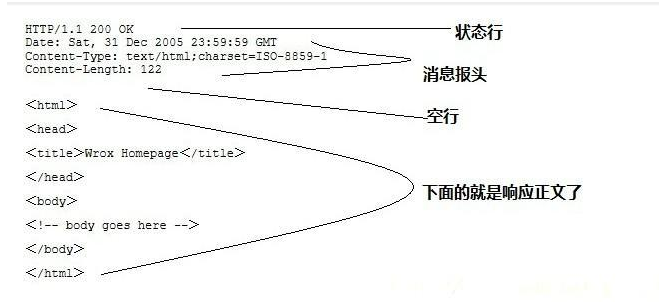 HTTP/1.1 200 OK
状态行
Date: Sat, 31 Dec 2005 23:59:59 GMT
Content-Type: text/html;charset=ISO-8859-1
Content-Length: 122
消息报头
空行
<html>
<head>
<title>Wrox Homepage</title>
</head>
<body>
下面的就是响应正文了
<!-- body goes here -->
</body>
</html>